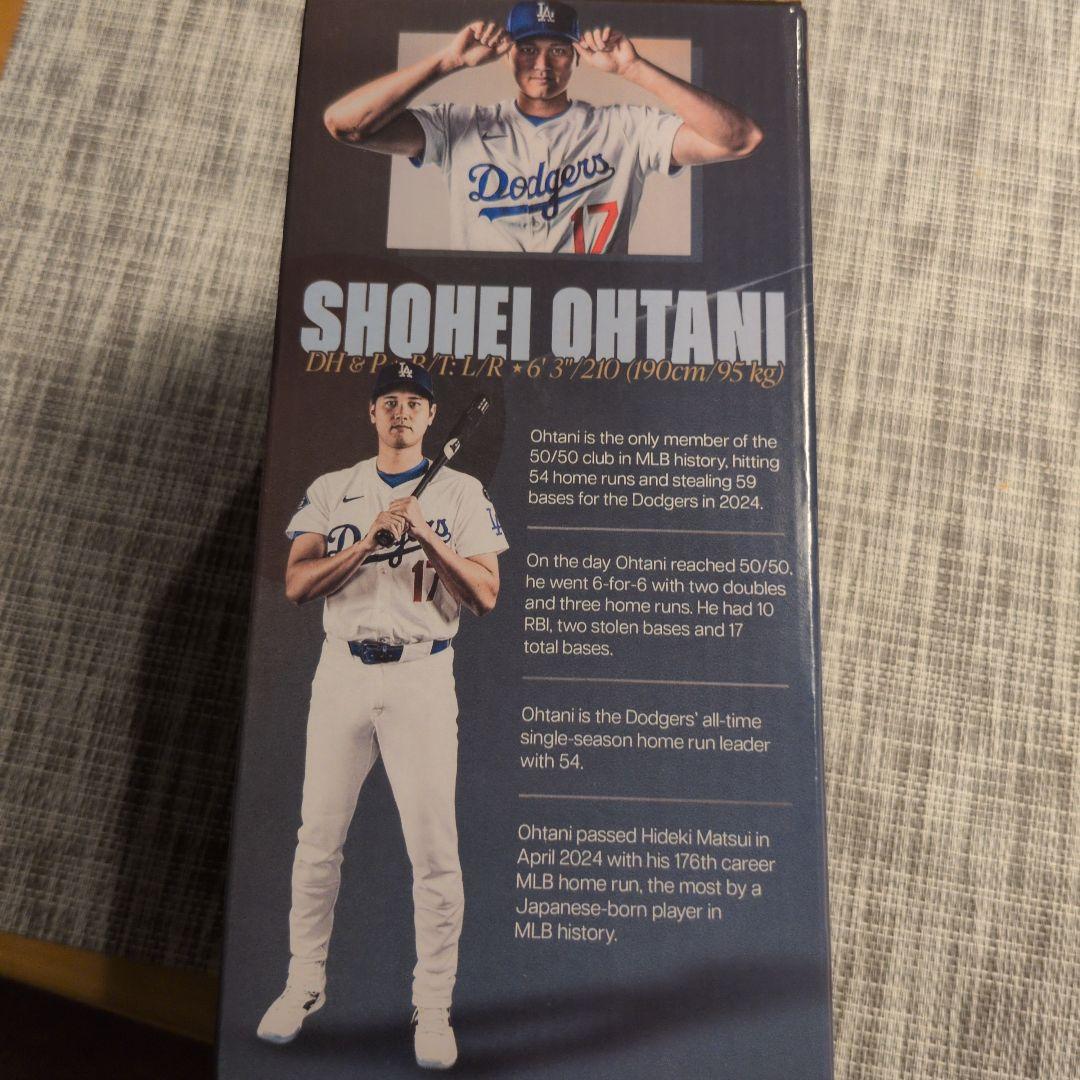 LA
Dodgers
17
SHOHEI OHTANI
DH & P B/T: L/R ★ 6' 3"/210 (190cm/95 kg)
LA
Dodgers
LA
17
Ohtani is the only member of the
50/50 club in MLB history, hitting
54 home runs and stealing 59
bases for the Dodgers in 2024.
On the day Ohtani reached 50/50,
he went 6-for-6 with two doubles
and three home runs. He had 10
RBI, two stolen bases and 17
total bases.
Ohtani is the Dodgers' all-time
single-season home run leader
with 54.
Ohtani passed Hideki Matsui in
April 2024 with his 176th career
MLB home run, the most by a
Japanese-born player in
MLB history.